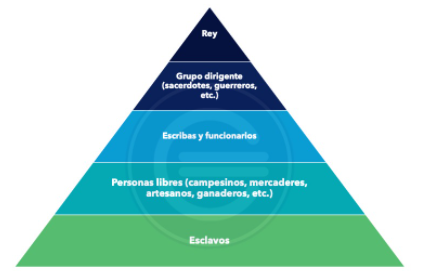 Rey
Grupo dirigente
(sacerdotes, guerreros,
etc.)
Escribas y funcionarios
Personas libres (campesinos, mercaderes,
artesanos, ganaderos, etc.)
Esclavos